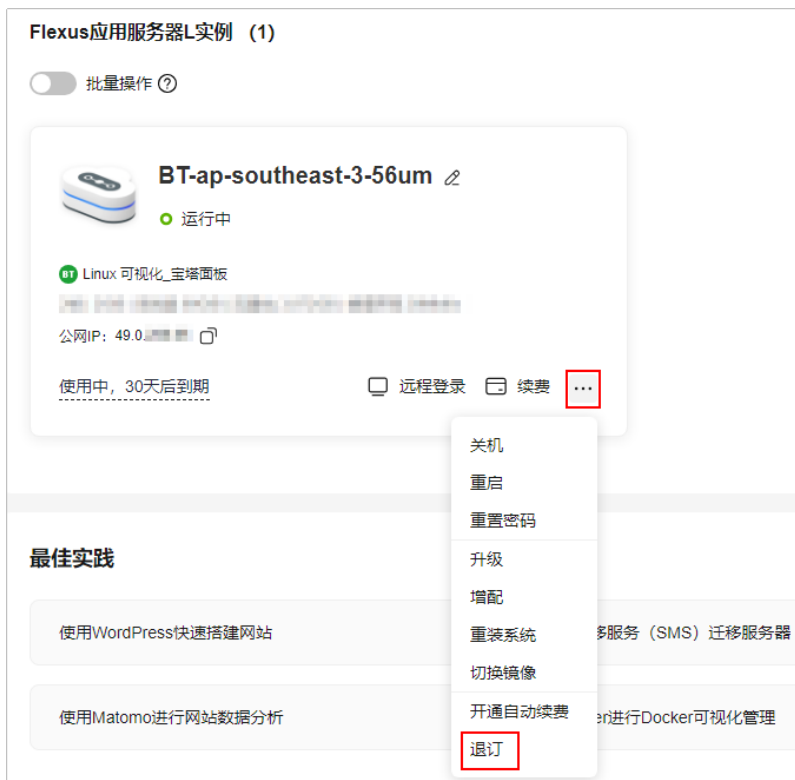 Flexus应用服务器L实例 (1)
批量操作
BT-ap-southeast-3-56um
运行中
BT Linux 可视化_宝塔面板
公网IP: 49.0.
使用中，30天后到期
远程登录 续费 ...
关机
重启
重置密码
升级
增配
重装系统
切换镜像
开通自动续费
退订
最佳实践
使用WordPress快速搭建网站
服务（SMS）迁移服务器
使用Matomo进行网站数据分析
er进行Docker可视化管理